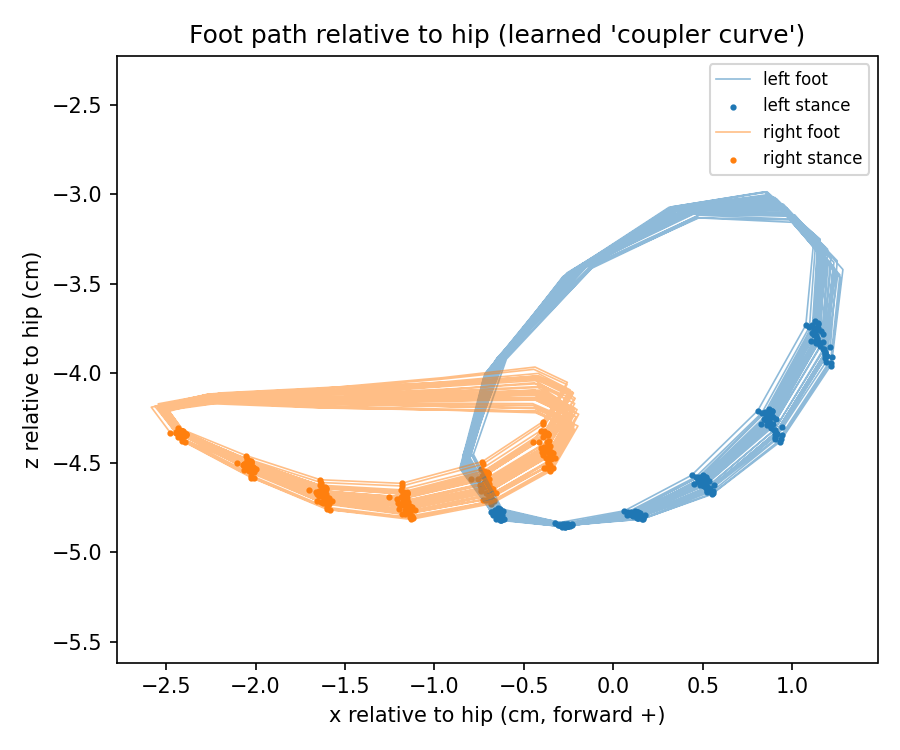 Foot path relative to hip (learned 'coupler curve')
left foot
left stance
right foot
right stance
−2.5
−3.0
−3.5
−4.0
−4.5
−5.0
−5.5
z relative to hip (cm)
−2.5 −2.0 −1.5 −1.0 −0.5 0.0 0.5 1.0
x relative to hip (cm, forward +)